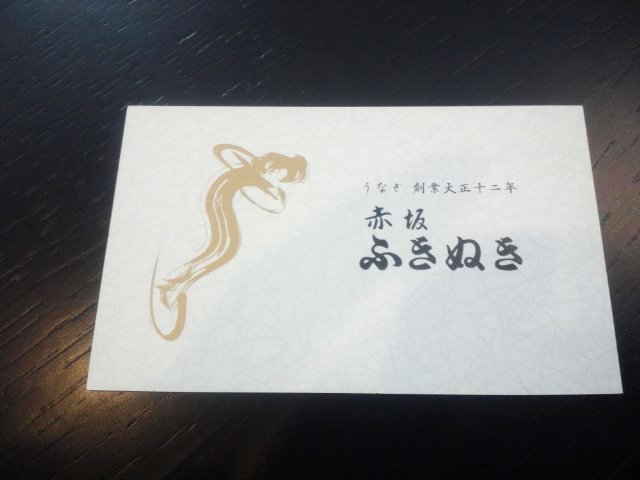 うなぎ 創業大正十二年
赤坂
ふきぬき